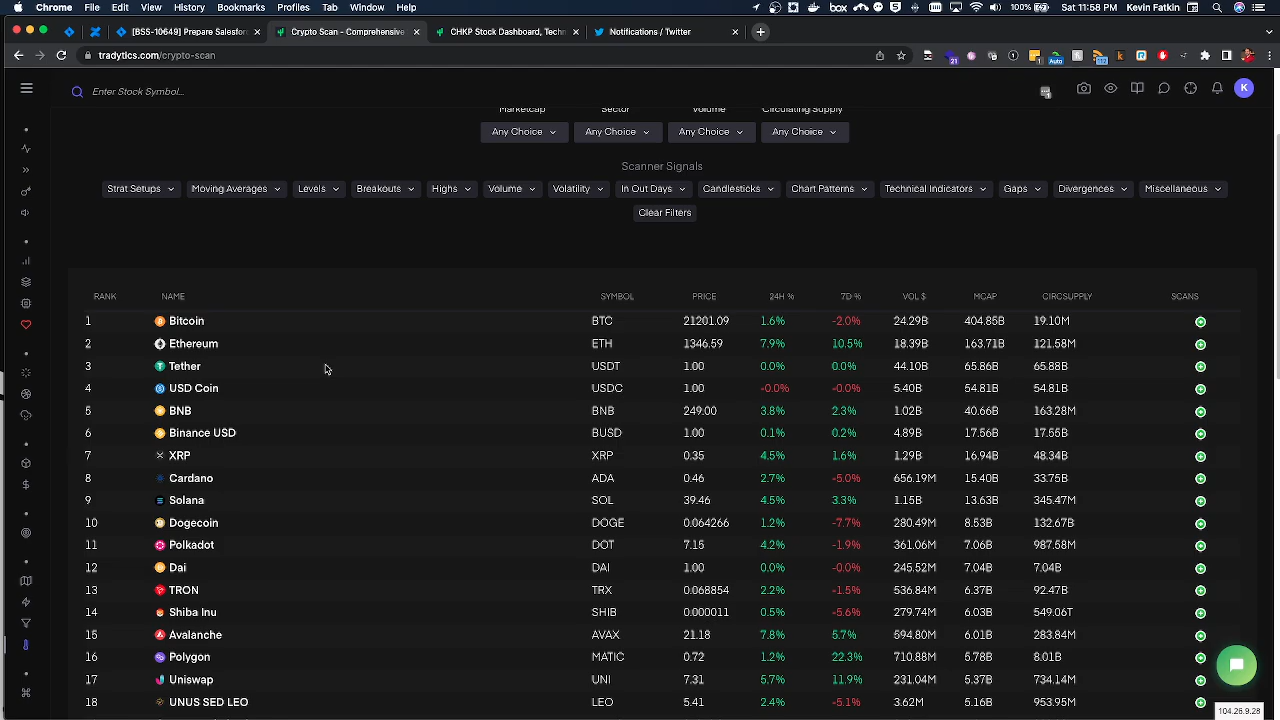 Chrome File Edit View History Bookmarks Profiles Tab Window Help box 100% Sat 11:58 PM Kevin Fatkin
[BSS-10649] Prepare Salesfor Crypto Scan - Comprehensive CHKP Stock Dashboard, Techn Notifications / Twitter
tradytics.com/crypto-scan 21 Auto
Enter Stock Symbol... K
Marketcap Sector Volume Circulating Supply
Any Choice Any Choice Any Choice Any Choice
Scanner Signals
Strat Setups Moving Averages Levels Breakouts Highs Volume Volatility In Out Days Candlesticks Chart Patterns Technical Indicators Gaps Divergences Miscellaneous
Clear Filters
RANK NAME SYMBOL PRICE 24H % 7D % VOL $ MCAP CIRCSUPPLY SCANS
1 Bitcoin BTC 21201.09 1.6% -2.0% 24.29B 404.85B 19.10M
2 Ethereum ETH 1346.59 7.9% 10.5% 18.39B 163.71B 121.58M
3 Tether USDT 1.00 0.0% 0.0% 44.10B 65.86B 65.88B
4 USD Coin USDC 1.00 -0.0% -0.0% 5.40B 54.81B 54.81B
5 BNB BNB 249.00 3.8% 2.3% 1.02B 40.66B 163.28M
6 Binance USD BUSD 1.00 0.1% 0.2% 4.89B 17.56B 17.55B
7 XRP XRP 0.35 4.5% 1.6% 1.29B 16.94B 48.34B
8 Cardano ADA 0.46 2.7% -5.0% 656.19M 15.40B 33.75B
9 Solana SOL 39.46 4.5% 3.3% 1.15B 13.63B 345.47M
10 Dogecoin DOGE 0.064266 1.2% -7.7% 280.49M 8.53B 132.67B
11 Polkadot DOT 7.15 4.2% -1.9% 361.06M 7.06B 987.58M
12 Dai DAI 1.00 0.0% -0.0% 245.52M 7.04B 7.04B
13 TRON TRX 0.068854 2.2% -1.5% 536.84M 6.37B 92.47B
14 Shiba Inu SHIB 0.000011 0.5% -5.6% 279.74M 6.03B 549.06T
15 Avalanche AVAX 21.18 7.8% 5.7% 594.80M 6.01B 283.84M
16 Polygon MATIC 0.72 1.2% 22.3% 710.88M 5.78B 8.01B
17 Uniswap UNI 7.31 5.7% 11.9% 231.04M 5.37B 734.14M
18 UNUS SED LEO LEO 5.41 2.4% -5.1% 3.62M 5.16B 953.95M
104.26.9.28